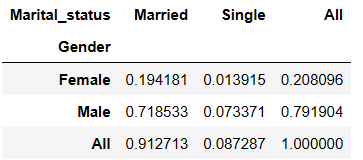 Marital_status Married Single All
Gender
Female 0.194181 0.013915 0.208096
Male 0.718533 0.073371 0.791904
All 0.912713 0.087287 1.000000